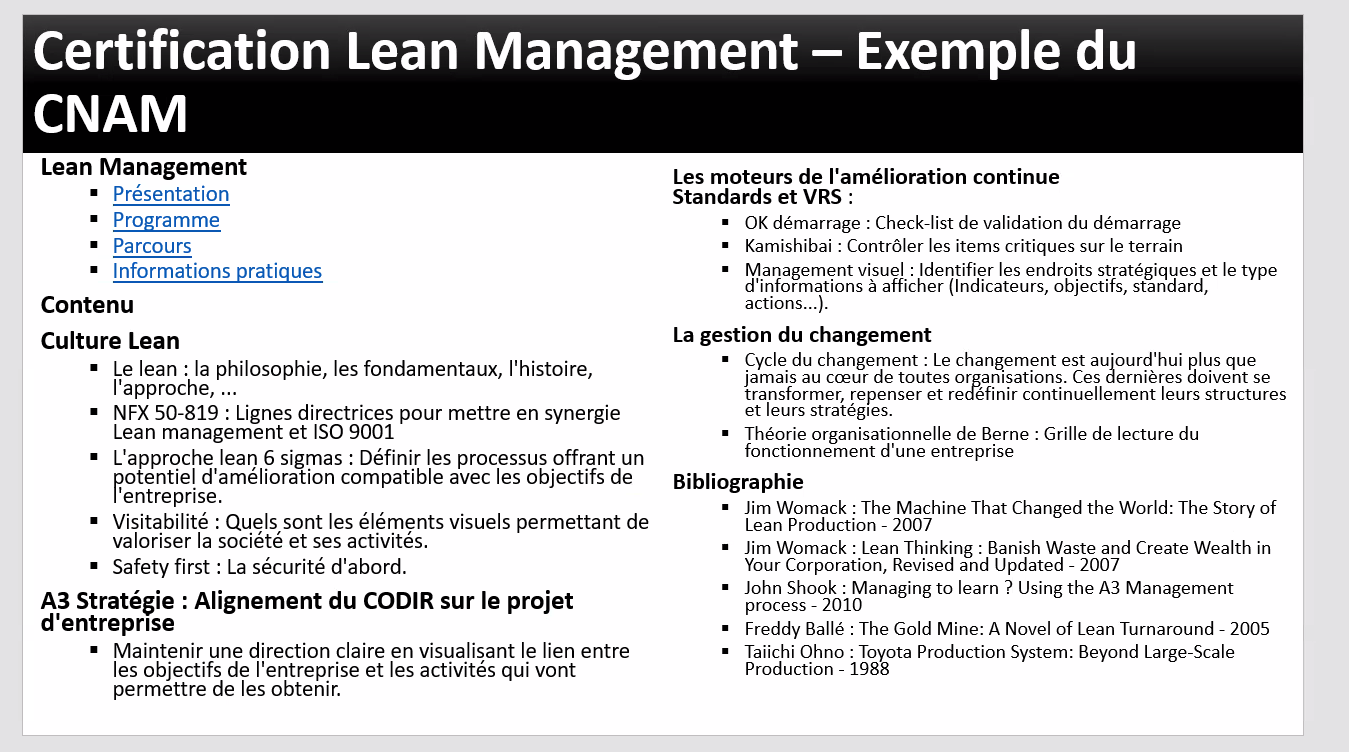 Certification Lean Management – Exemple du
CNAM
Lean Management
▪ Présentation
▪ Programme
▪ Parcours
▪ Informations pratiques
Contenu
Culture Lean
▪ Le lean : la philosophie, les fondamentaux, l'histoire,
l'approche, ...
▪ NFX 50-819 : Lignes directrices pour mettre en synergie
Lean management et ISO 9001
▪ L'approche lean 6 sigmas : Définir les processus offrant un
potentiel d'amélioration compatible avec les objectifs de
l'entreprise.
▪ Visitabilité : Quels sont les éléments visuels permettant de
valoriser la société et ses activités.
▪ Safety first : La sécurité d'abord.
A3 Stratégie : Alignement du CODIR sur le projet
d'entreprise
▪ Maintenir une direction claire en visualisant le lien entre
les objectifs de l'entreprise et les activités qui vont
permettre de les obtenir.
Les moteurs de l'amélioration continue
Standards et VRS :
▪ OK démarrage : Check-list de validation du démarrage
▪ Kamishibai : Contrôler les items critiques sur le terrain
▪ Management visuel : Identifier les endroits stratégiques et le type
d'informations à afficher (Indicateurs, objectifs, standard,
actions...).
La gestion du changement
▪ Cycle du changement : Le changement est aujourd'hui plus que
jamais au cœur de toutes organisations. Ces dernières doivent se
transformer, repenser et redéfinir continuellement leurs structures
et leurs stratégies.
▪ Théorie organisationnelle de Berne : Grille de lecture du
fonctionnement d'une entreprise
Bibliographie
▪ Jim Womack : The Machine That Changed the World: The Story of
Lean Production - 2007
▪ Jim Womack : Lean Thinking : Banish Waste and Create Wealth in
Your Corporation, Revised and Updated - 2007
▪ John Shook : Managing to learn ? Using the A3 Management
process - 2010
▪ Freddy Ballé : The Gold Mine: A Novel of Lean Turnaround - 2005
▪ Taiichi Ohno : Toyota Production System: Beyond Large-Scale
Production - 1988